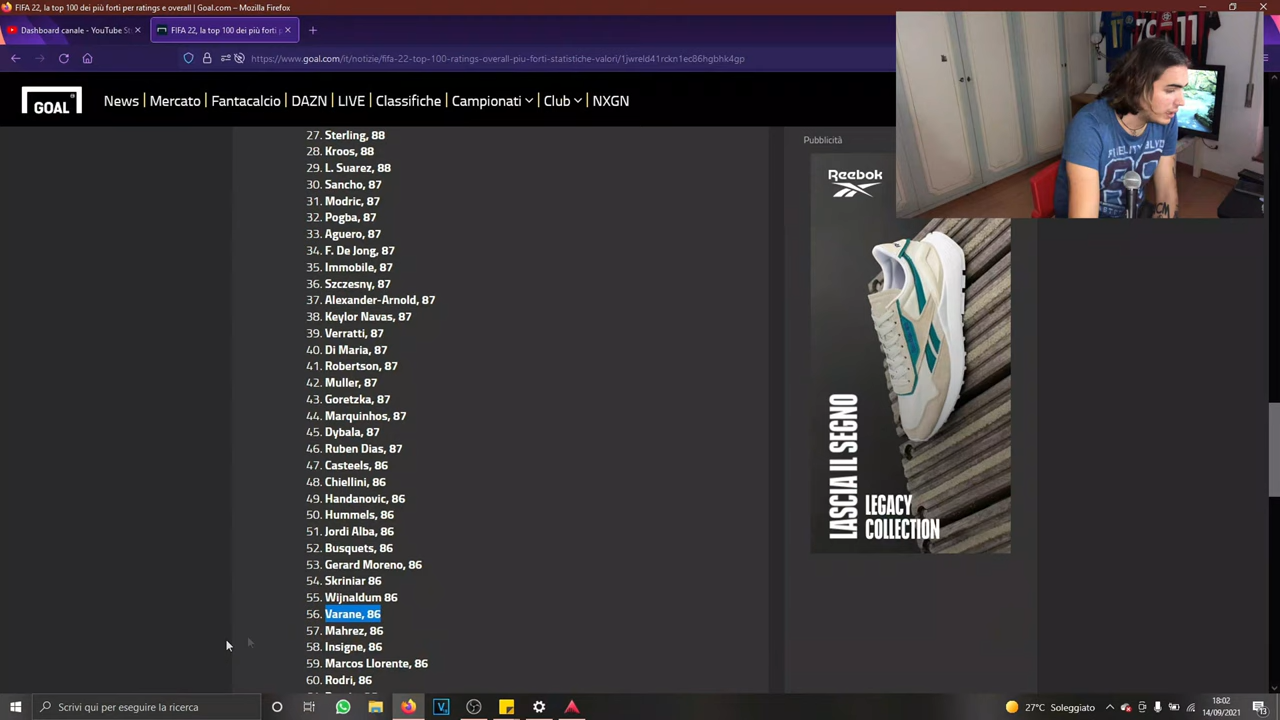 FIFA 22, la top 100 dei più forti per ratings e overall | Goal.com — Mozilla Firefox
Dashboard canale - YouTube St
FIFA 22, la top 100 dei più forti p
https://www.goal.com/it/notizie/fifa-22-top-100-ratings-overall-piu-forti-statistiche-valori/1jwreld41rckn1ec86hgbhk4gp
GOAL
News | Mercato | Fantacalcio | DAZN | LIVE | Classifiche | Campionati | Club | NXGN
Pubblicità
27. Sterling, 88
28. Kroos, 88
29. L. Suarez, 88
30. Sancho, 87
31. Modric, 87
32. Pogba, 87
33. Aguero, 87
34. F. De Jong, 87
35. Immobile, 87
36. Szczesny, 87
37. Alexander-Arnold, 87
38. Keylor Navas, 87
39. Verratti, 87
40. Di Maria, 87
41. Robertson, 87
42. Muller, 87
43. Goretzka, 87
44. Marquinhos, 87
45. Dybala, 87
46. Ruben Dias, 87
47. Casteels, 86
48. Chiellini, 86
49. Handanovic, 86
50. Hummels, 86
51. Jordi Alba, 86
52. Busquets, 86
53. Gerard Moreno, 86
54. Skriniar 86
55. Wijnaldum 86
56. Varane, 86
57. Mahrez, 86
58. Insigne, 86
59. Marcos Llorente, 86
60. Rodri, 86
Reebok
LASCIA IL SEGNO
LEGACY
COLLECTION
FIDELITY BLVD
Scrivi qui per eseguire la ricerca
27°C Soleggiato
18:02
14/09/2021
13